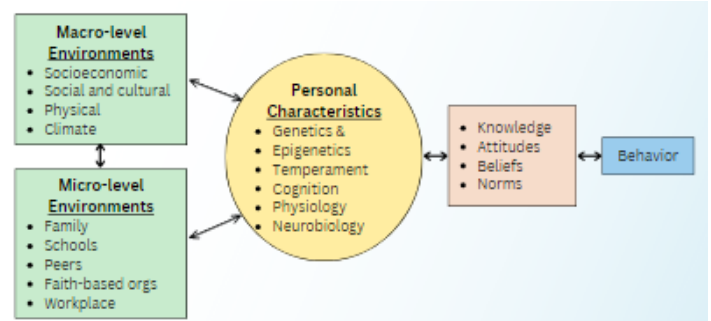 Macro-level
Environments
• Socioeconomic
• Social and cultural
• Physical
• Climate
Micro-level
Environments
• Family
• Schools
• Peers
• Faith-based orgs
• Workplace
Personal
Characteristics
• Genetics &
• Epigenetics
• Temperament
• Cognition
• Physiology
• Neurobiology
• Knowledge
• Attitudes
• Beliefs
• Norms
Behavior